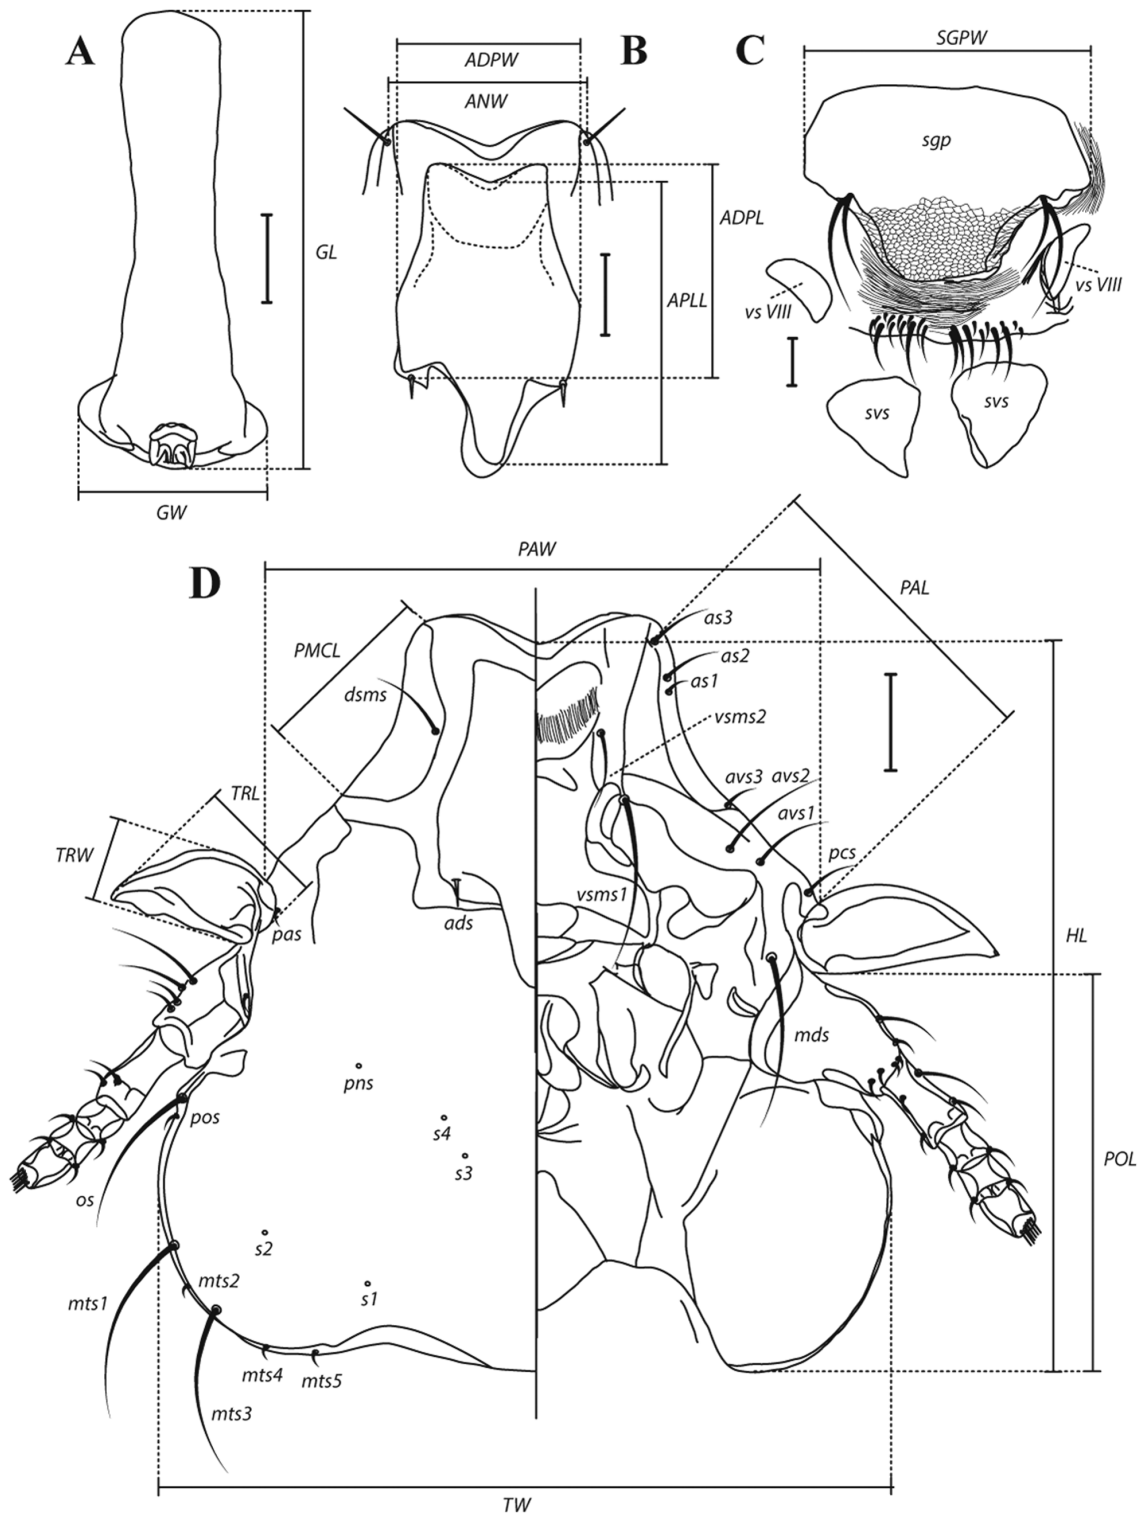 A
GL
GW
B
ADPW
ANW
ADPL
APLL
C
SGPW
sgp
vs VIII
vs VIII
svs
svs
D
PAW
PAL
PMCL
dsms
as3
as2
as1
vsms2
avs3 avs2
avs1
pcs
TRL
TRW
pas
ads
vsms1
HL
mds
pns
pos
s4
s3
POL
os
s2
mts2
s1
mts1
mts4
mts5
mts3
TW